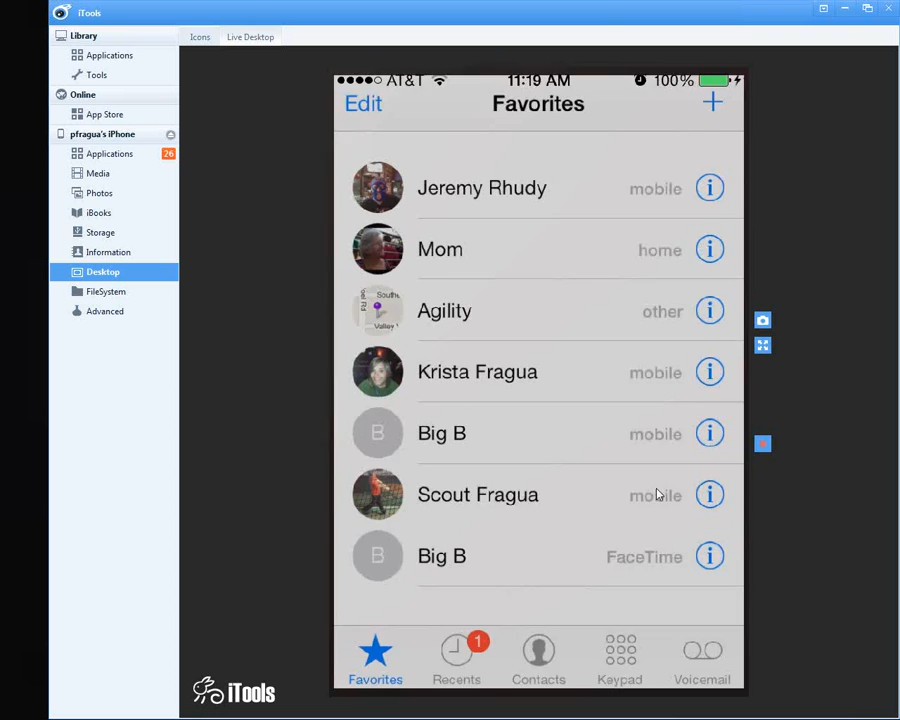 iTools
Library
Icons
Live Desktop
Applications
Tools
Online
App Store
pfragua's iPhone
Applications
26
Media
Photos
iBooks
Storage
Information
Desktop
FileSystem
Advanced
AT&T
11:19 AM
100%
Edit
Favorites
+
Jeremy Rhudy
mobile
Mom
home
Agility
other
Krista Fragua
mobile
B
Big B
mobile
Scout Fragua
mobile
B
Big B
FaceTime
1
Favorites
Recents
Contacts
Keypad
Voicemail
iTools